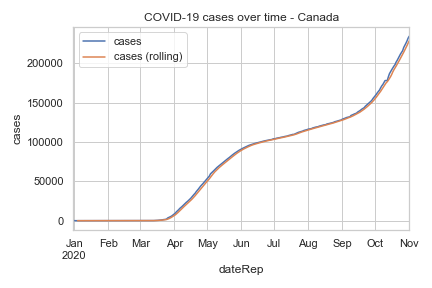 COVID-19 cases over time - Canada
cases
cases (rolling)
cases
200000
150000
100000
50000
0
Jan Feb Mar Apr May Jun Jul Aug Sep Oct Nov
2020
dateRep